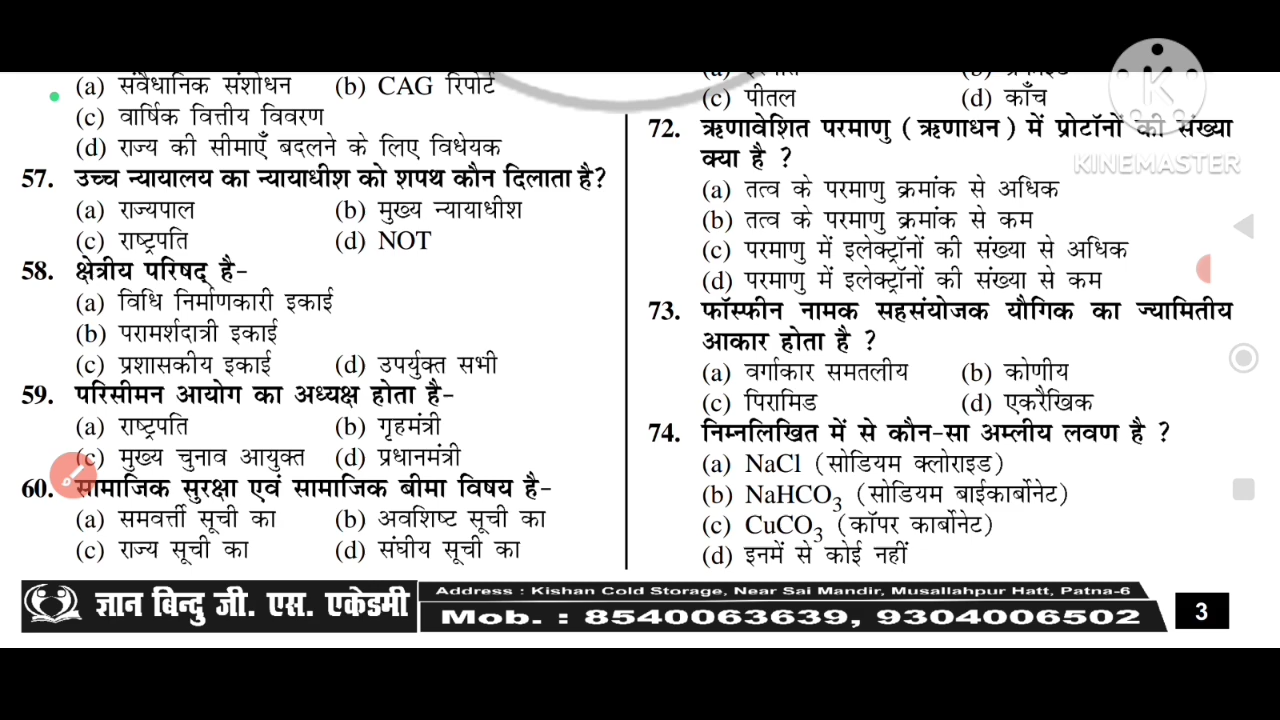 (a) संवैधानिक संशोधन (b) CAG रिपोर्ट
(c) वार्षिक वित्तीय विवरण
(d) राज्य की सीमाएँ बदलने के लिए विधेयक
57. उच्च न्यायालय का न्यायाधीश को शपथ कौन दिलाता है?
(a) राज्यपाल (b) मुख्य न्यायाधीश
(c) राष्ट्रपति (d) NOT
58. क्षेत्रीय परिषद् है-
(a) विधि निर्माणकारी इकाई
(b) परामर्शदात्री इकाई
(c) प्रशासकीय इकाई (d) उपर्युक्त सभी
59. परिसीमन आयोग का अध्यक्ष होता है-
(a) राष्ट्रपति (b) गृहमंत्री
(c) मुख्य चुनाव आयुक्त (d) प्रधानमंत्री
60. सामाजिक सुरक्षा एवं सामाजिक बीमा विषय है-
(a) समवर्त्ती सूची का (b) अवशिष्ट सूची का
(c) राज्य सूची का (d) संघीय सूची का
(c) पीतल (d) काँच
72. ऋणावेशित परमाणु (ऋणाधन) में प्रोटॉनों की संख्या
क्या है ?
(a) तत्व के परमाणु क्रमांक से अधिक
(b) तत्व के परमाणु क्रमांक से कम
(c) परमाणु में इलेक्ट्रॉनों की संख्या से अधिक
(d) परमाणु में इलेक्ट्रॉनों की संख्या से कम
73. फॉस्फीन नामक सहसंयोजक यौगिक का ज्यामितीय
आकार होता है ?
(a) वर्गाकार समतलीय (b) कोणीय
(c) पिरामिड (d) एकरैखिक
74. निम्नलिखित में से कौन-सा अम्लीय लवण है ?
(a) NaCl (सोडियम क्लोराइड)
(b) NaHCO₃ (सोडियम बाईकार्बोनेट)
(c) CuCO₃ (कॉपर कार्बोनेट)
(d) इनमें से कोई नहीं
K
KINEMASTER
ज्ञान बिन्दु जी. एस. एकेडमी
Address : Kishan Cold Storage, Near Sai Mandir, Musallahpur Hatt, Patna-6
Mob. : 8540063639, 9304006502
3